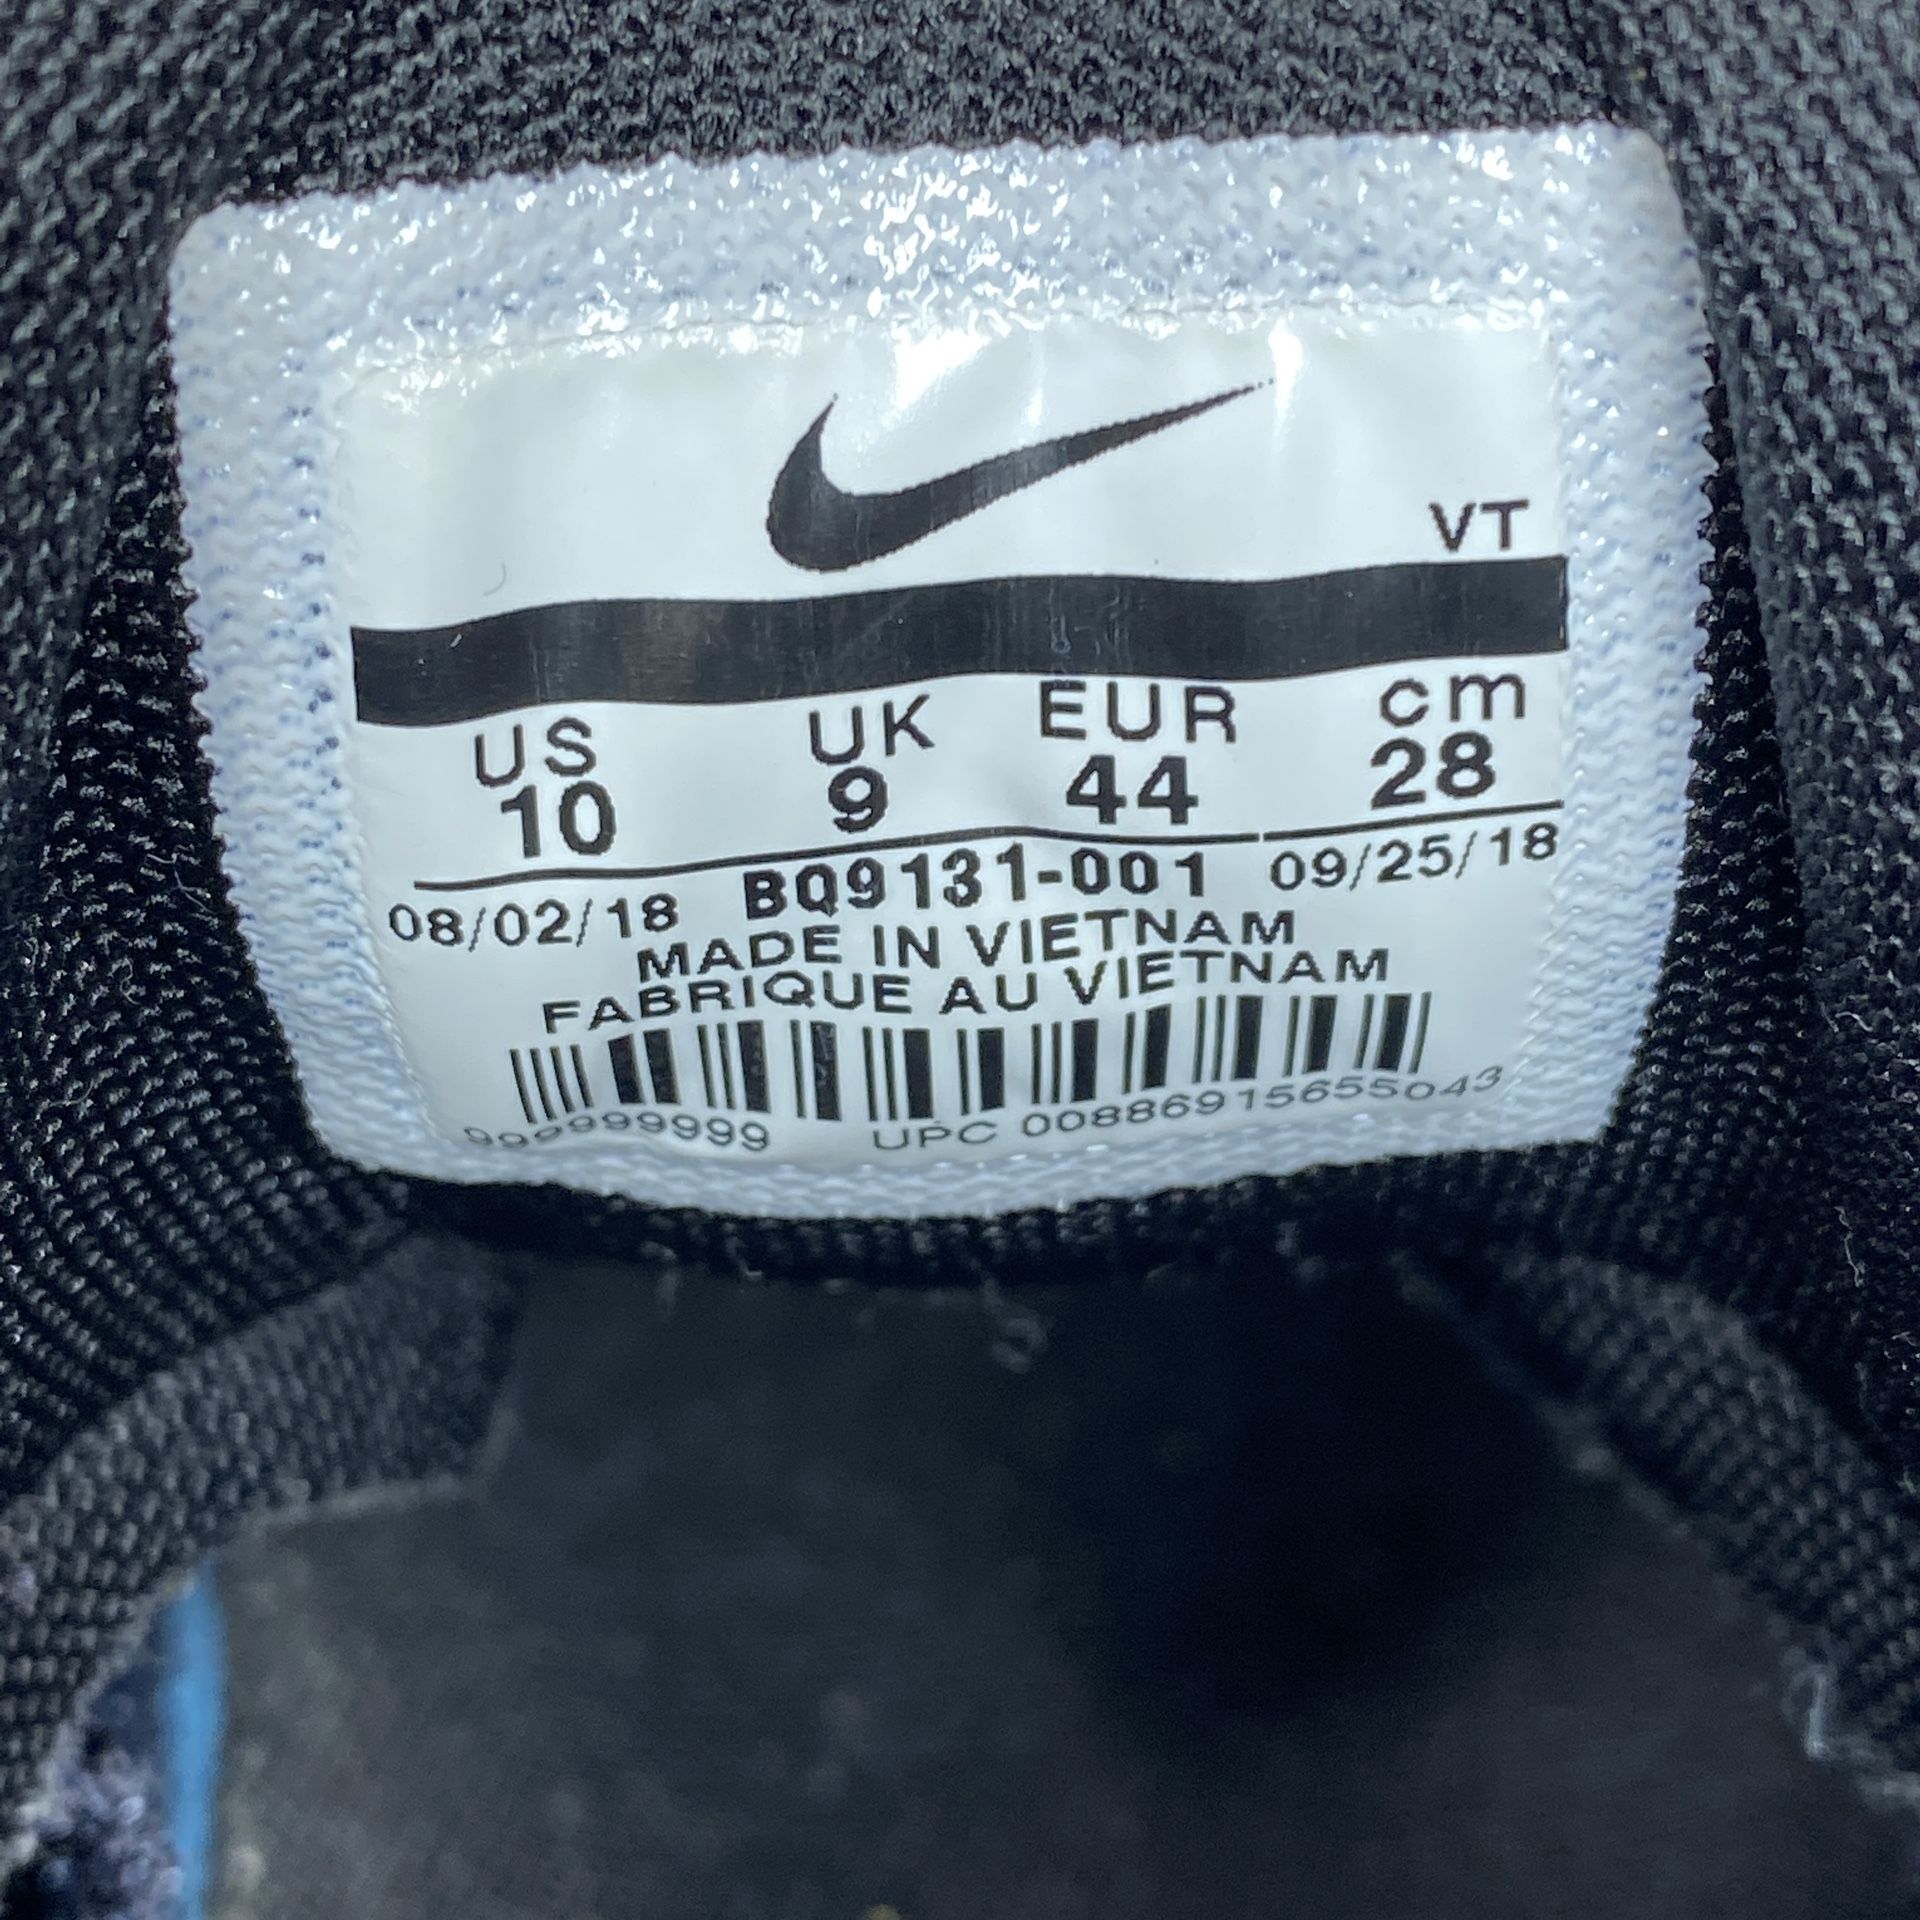 VT
US UK EUR cm
10 9 44 28
08/02/18 BQ9131-001 09/25/18
MADE IN VIETNAM
FABRIQUE AU VIETNAM
999999999 UPC 00886915655043